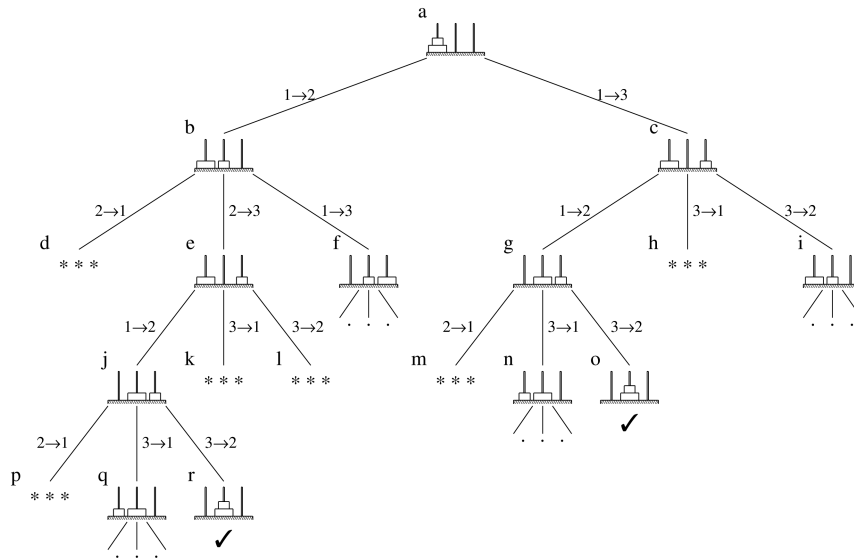 a
1→2 1→3
b c
2→1 2→3 1→3 1→2 3→1 3→2
d * * * e f g h * * * i
1→2 3→1 3→2 2→1 3→1 3→2
j k * * * l * * * m * * * n o
. . . . . . ✓
2→1 3→1 3→2
p * * * q r
. . . ✓